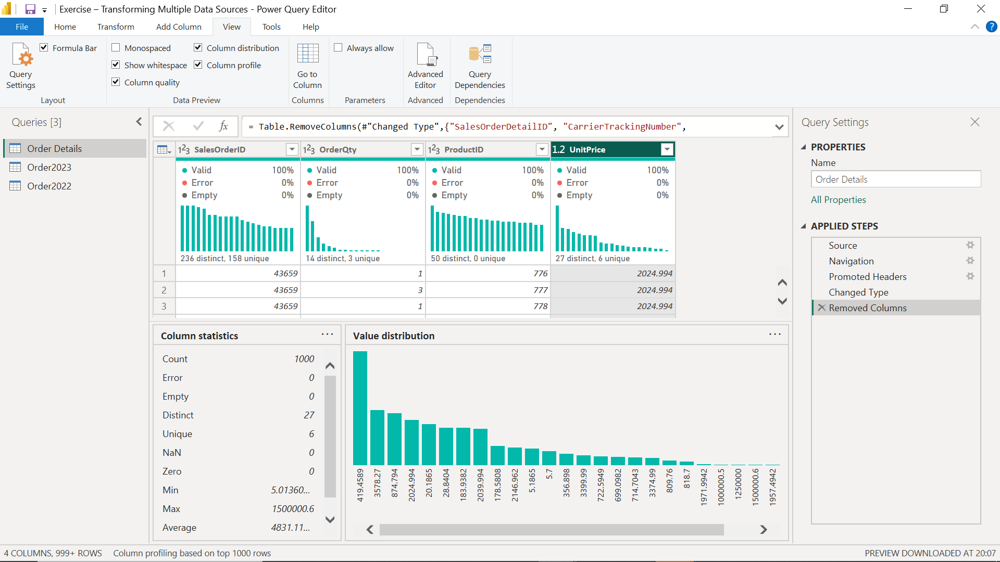 Exercise – Transforming Multiple Data Sources - Power Query Editor
File
Home
Transform
Add Column
View
Tools
Help
?
Query Settings
Formula Bar
Layout
Monospaced
Show whitespace
Column quality
Column distribution
Column profile
Data Preview
Go to Column
Columns
Always allow
Parameters
Advanced Editor
Advanced
Query Dependencies
Dependencies
Queries [3]
Order Details
Order2023
Order2022
fx
= Table.RemoveColumns(#"Changed Type",{"SalesOrderDetailID", "CarrierTrackingNumber",
123 SalesOrderID
123 OrderQty
123 ProductID
1.2 UnitPrice
Valid 100%
Error 0%
Empty 0%
236 distinct, 158 unique
Valid 100%
Error 0%
Empty 0%
14 distinct, 3 unique
Valid 100%
Error 0%
Empty 0%
50 distinct, 0 unique
Valid 100%
Error 0%
Empty 0%
27 distinct, 6 unique
1 43659 1 776 2024.994
2 43659 3 777 2024.994
3 43659 1 778 2024.994
Column statistics ...
Count 1000
Error 0
Empty 0
Distinct 27
Unique 6
NaN 0
Zero 0
Min 5.01360...
Max 1500000.6
Average 4831.11...
Value distribution ...
419.4589
3578.27
874.794
2024.994
20.1865
28.8404
183.9382
2039.994
178.5808
2146.962
5.1865
5.7
356.898
3399.99
722.5949
699.0982
714.7043
3374.99
809.76
818.7
1971.9942
1000000.5
1250000
1500000.6
1957.4942
Query Settings
PROPERTIES
Name
Order Details
All Properties
APPLIED STEPS
Source
Navigation
Promoted Headers
Changed Type
Removed Columns
4 COLUMNS, 999+ ROWS
Column profiling based on top 1000 rows
PREVIEW DOWNLOADED AT 20:07